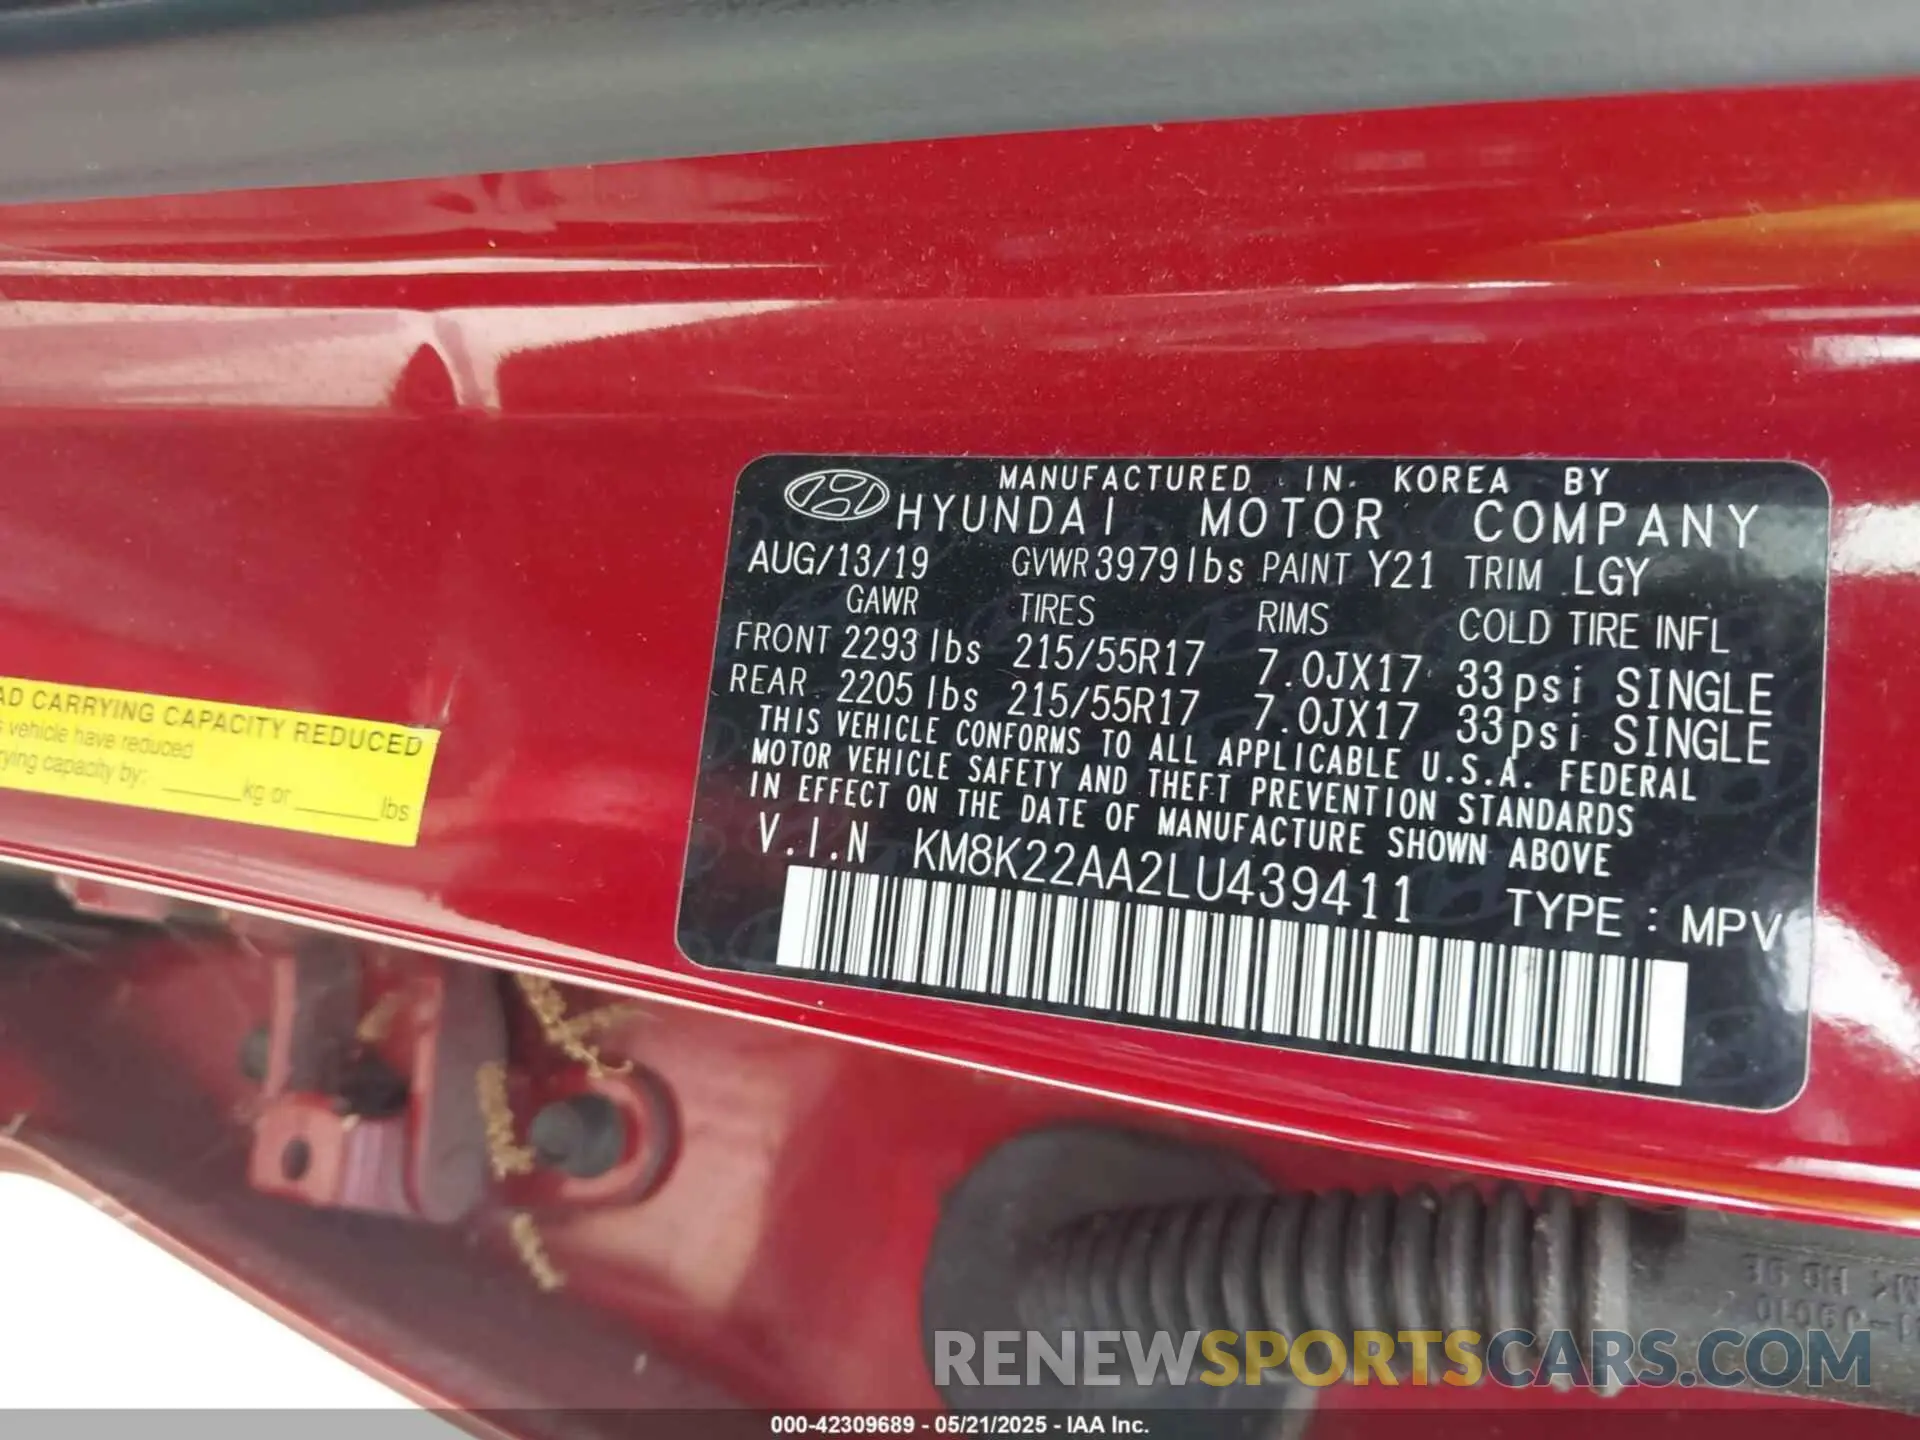 MANUFACTURED IN KOREA BY
HYUNDAI MOTOR COMPANY
AUG/13/19 GVWR 3979 lbs PAINT Y21 TRIM LGY
GAWR TIRES RIMS COLD TIRE INFL
FRONT 2293 lbs 215/55R17 7.0JX17 33psi SINGLE
REAR 2205 lbs 215/55R17 7.0JX17 33psi SINGLE
THIS VEHICLE CONFORMS TO ALL APPLICABLE U.S.A. FEDERAL
MOTOR VEHICLE SAFETY AND THEFT PREVENTION STANDARDS
IN EFFECT ON THE DATE OF MANUFACTURE SHOWN ABOVE
V.I.N KM8K22AA2LU439411 TYPE : MPV
CARRYING CAPACITY REDUCED
vehicle have reduced
capacity by: ______kg or ______lbs
RENEWSPORTSCARS.COM
000-42309689 - 05/21/2025 - IAA Inc.